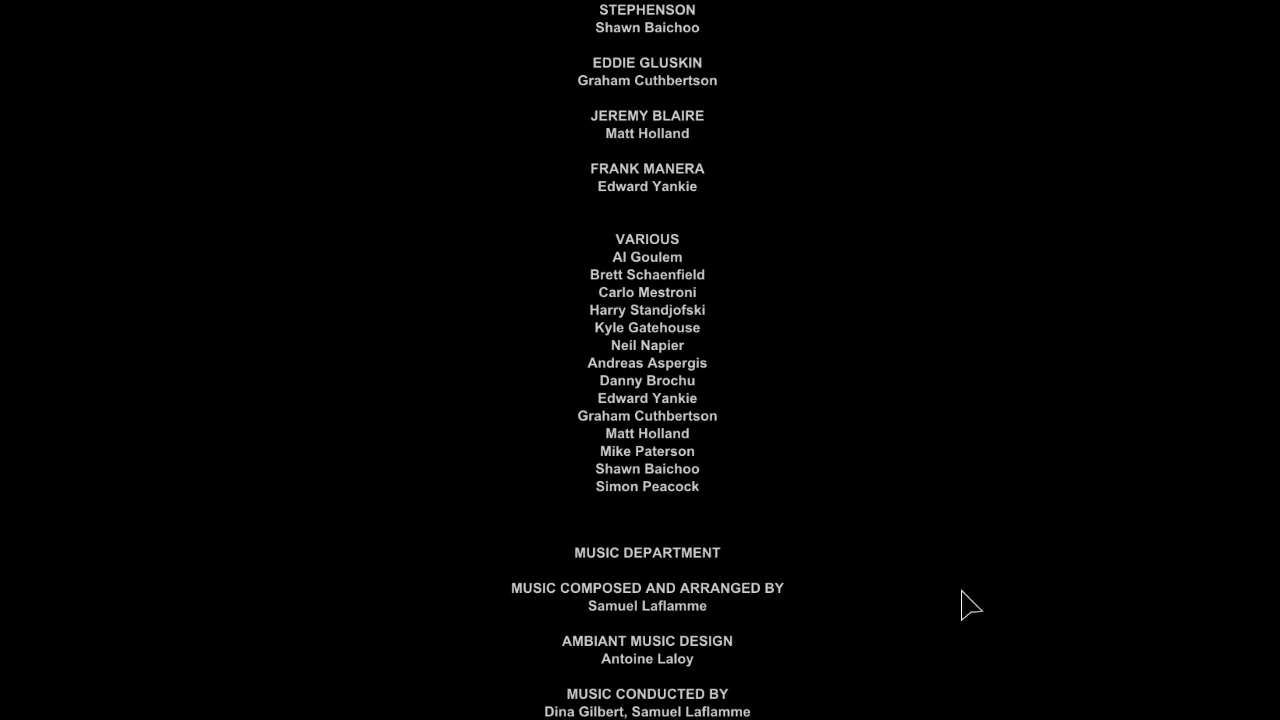 STEPHENSON
Shawn Baichoo
EDDIE GLUSKIN
Graham Cuthbertson
JEREMY BLAIRE
Matt Holland
FRANK MANERA
Edward Yankie
VARIOUS
Al Goulem
Brett Schaenfield
Carlo Mestroni
Harry Standjofski
Kyle Gatehouse
Neil Napier
Andreas Aspergis
Danny Brochu
Edward Yankie
Graham Cuthbertson
Matt Holland
Mike Paterson
Shawn Baichoo
Simon Peacock
MUSIC DEPARTMENT
MUSIC COMPOSED AND ARRANGED BY
Samuel Laflamme
AMBIANT MUSIC DESIGN
Antoine Laloy
MUSIC CONDUCTED BY
Dina Gilbert, Samuel Laflamme